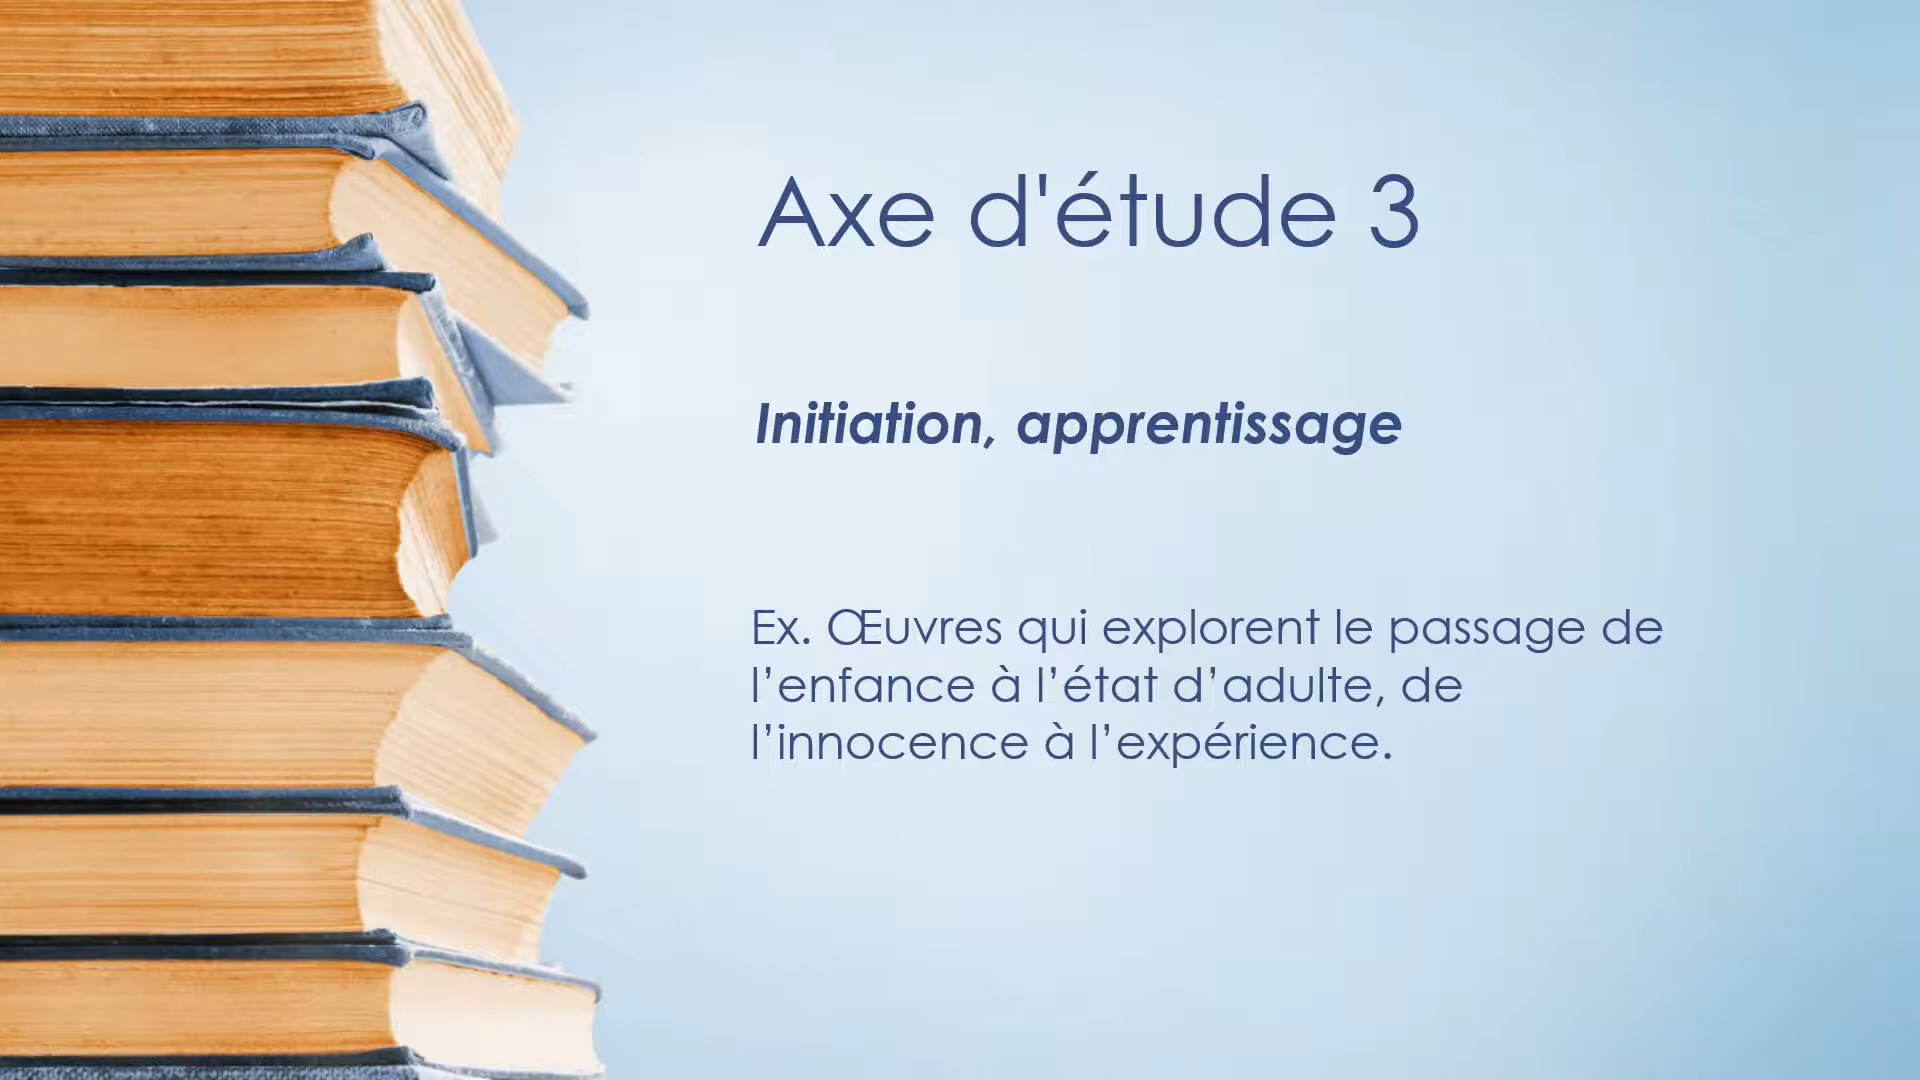 Axe d'étude 3
Initiation, apprentissage
Ex. Œuvres qui explorent le passage de
l’enfance à l’état d’adulte, de
l’innocence à l’expérience.